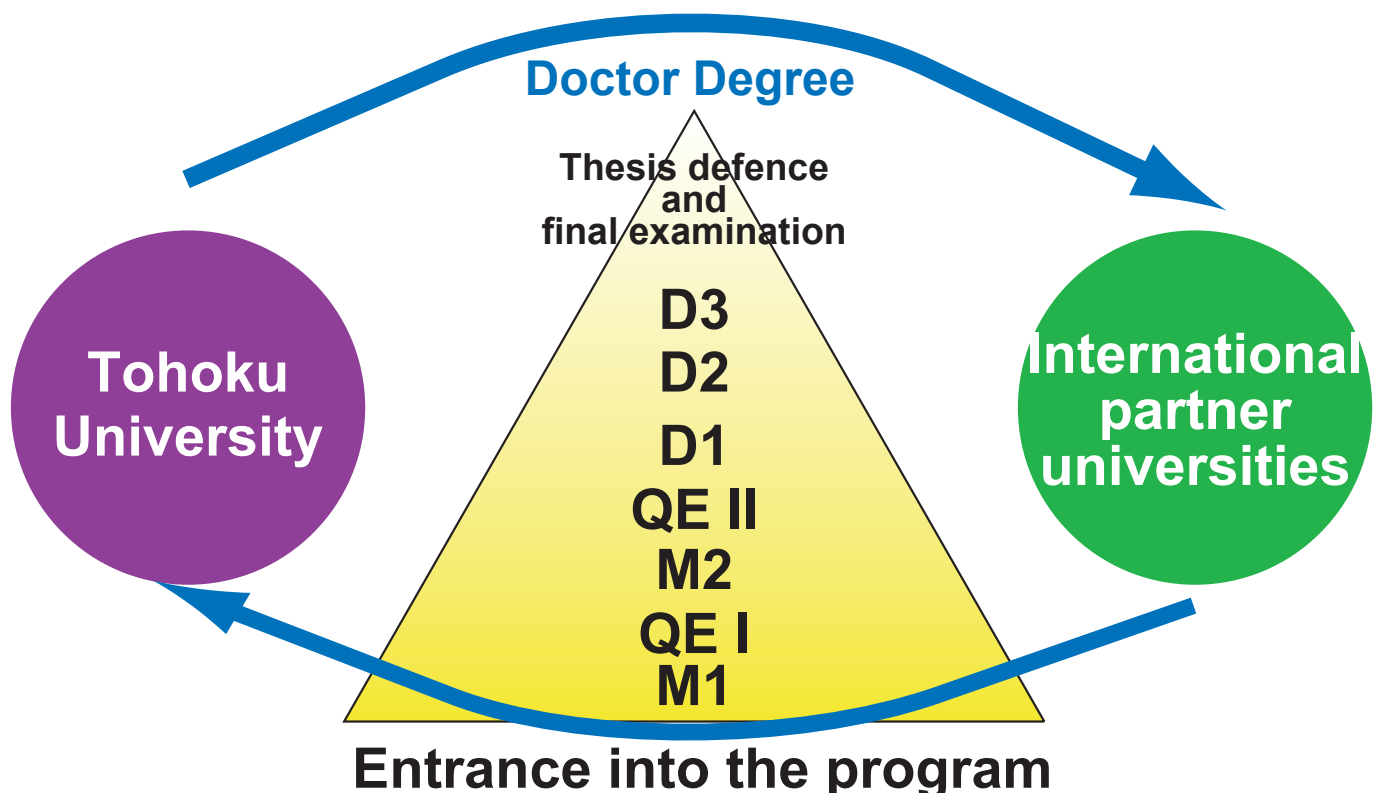 Doctor Degree
Thesis defence
and
final examination
D3
D2
D1
QE II
M2
QE I
M1
Entrance into the program
Tohoku
University
International
partner
universities